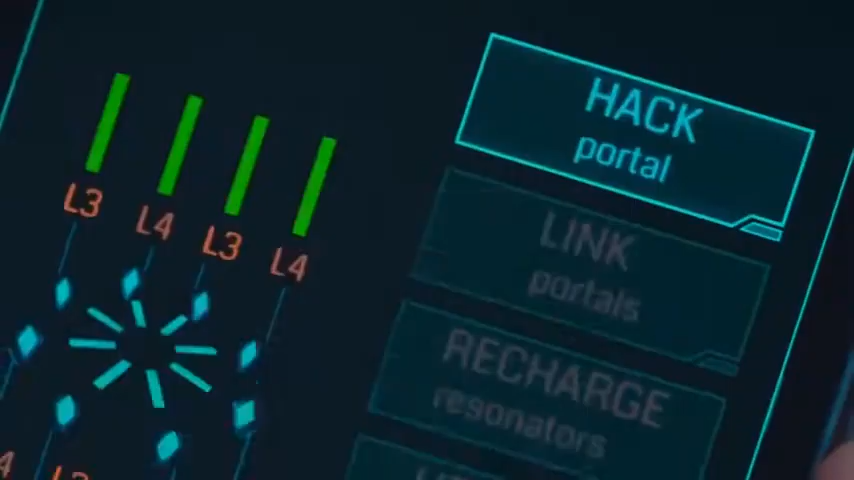 L3
L4
L3
L4
HACK
portal
LINK
portals
RECHARGE
resonators